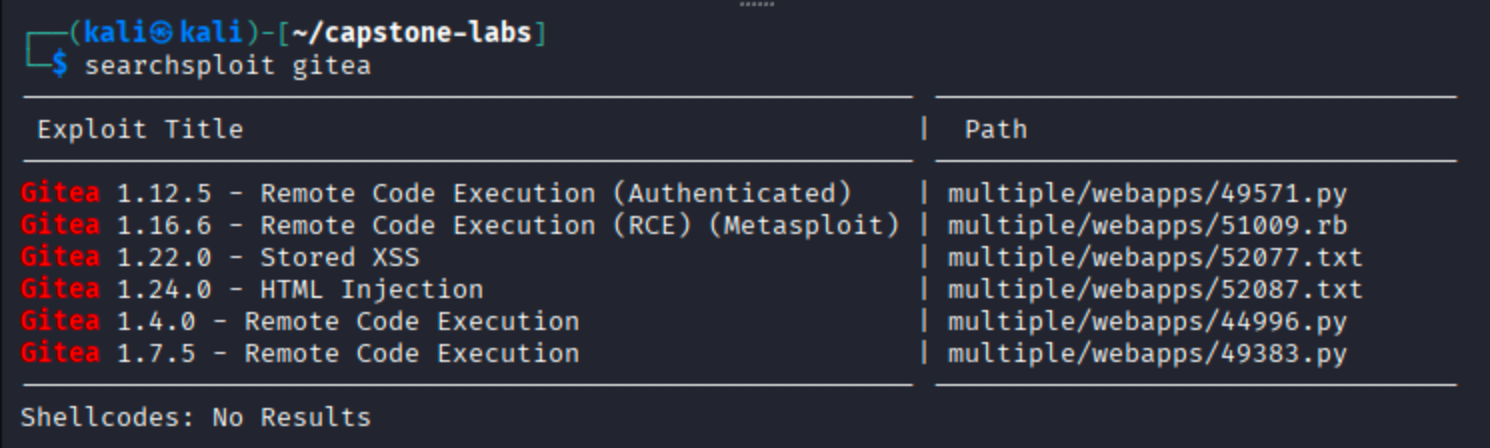 (kali㉿kali)-[~/capstone-labs]
$ searchsploit gitea
Exploit Title | Path
Gitea 1.12.5 - Remote Code Execution (Authenticated) | multiple/webapps/49571.py
Gitea 1.16.6 - Remote Code Execution (RCE) (Metasploit) | multiple/webapps/51009.rb
Gitea 1.22.0 - Stored XSS | multiple/webapps/52077.txt
Gitea 1.24.0 - HTML Injection | multiple/webapps/52087.txt
Gitea 1.4.0 - Remote Code Execution | multiple/webapps/44996.py
Gitea 1.7.5 - Remote Code Execution | multiple/webapps/49383.py
Shellcodes: No Results